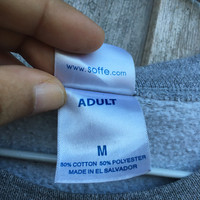 www.soffe.com
ADULT
M
50% COTTON 50% POLYESTER
MADE IN EL SALVADOR